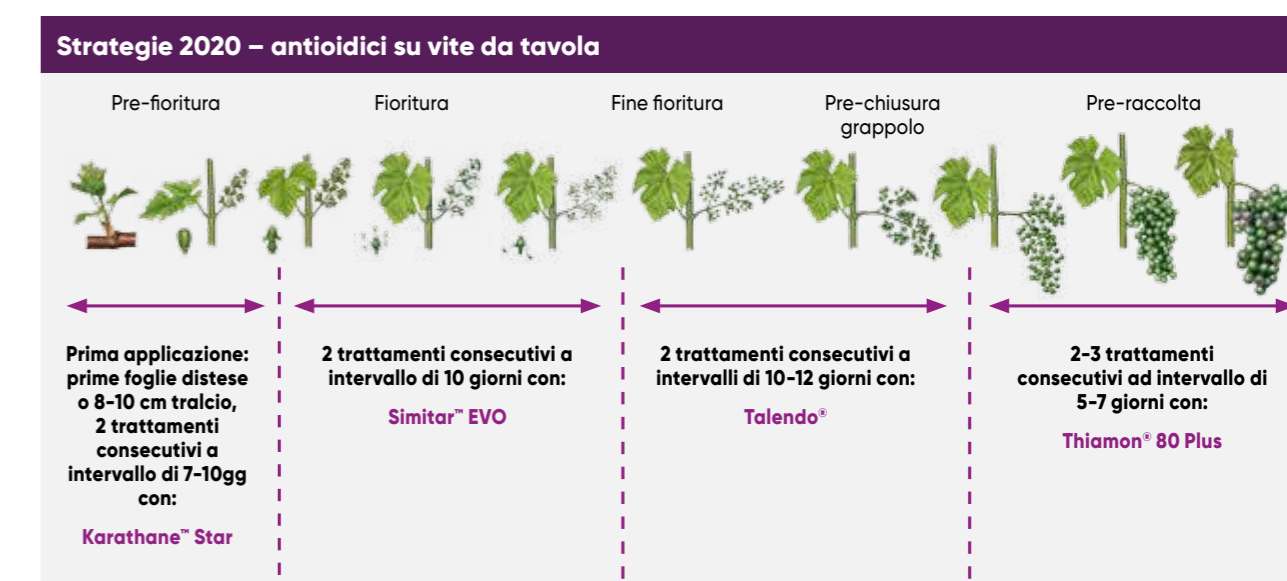 Strategie 2020 – antioidici su vite da tavola
Pre-fioritura
Fioritura
Fine fioritura
Pre-chiusura
grappolo
Pre-raccolta
Prima applicazione:
prime foglie distese
o 8-10 cm tralcio,
2 trattamenti
consecutivi a
intervallo di 7-10gg
con:
Karathane™ Star
2 trattamenti consecutivi a
intervallo di 10 giorni con:
Simitar™ EVO
2 trattamenti consecutivi a
intervalli di 10-12 giorni con:
Talendo®
2-3 trattamenti
consecutivi ad intervallo di
5-7 giorni con:
Thiamon® 80 Plus